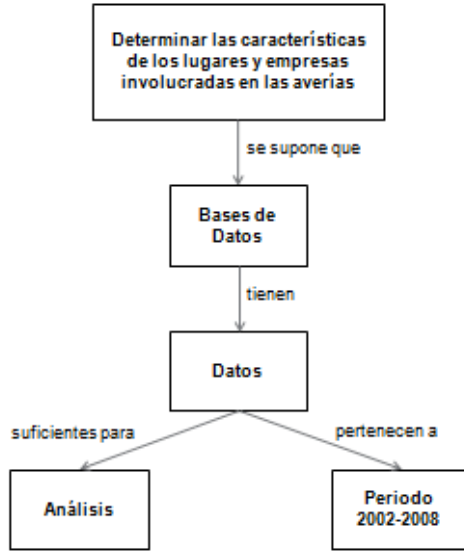 Determinar las características
de los lugares y empresas
involucradas en las averías
se supone que
Bases de
Datos
tienen
Datos
suficientes para
pertenecen a
Análisis
Periodo
2002-2008